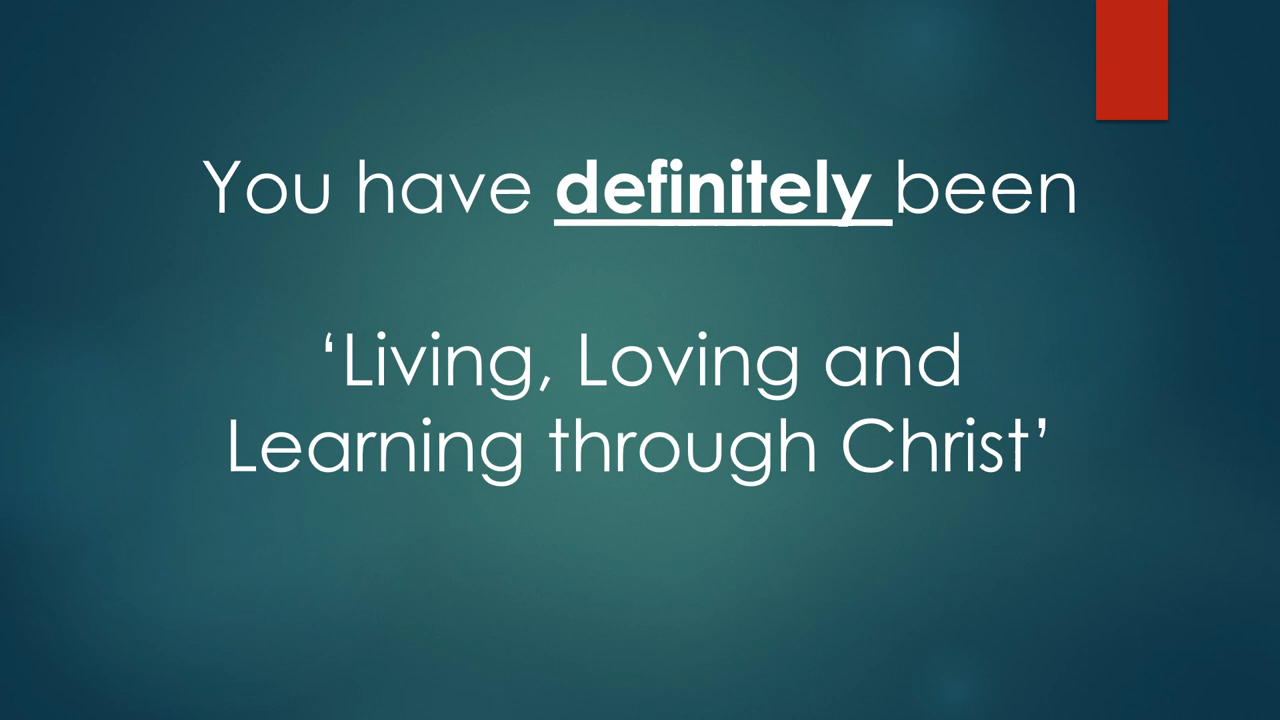 You have definitely been
‘Living, Loving and
Learning through Christ’